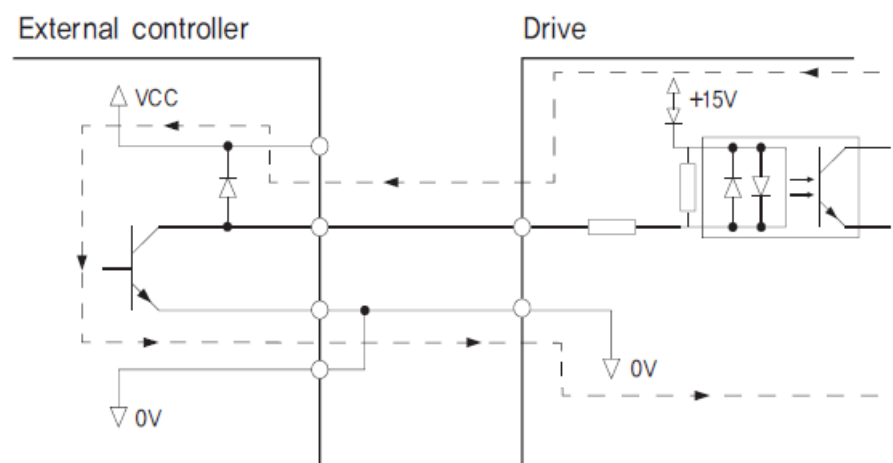 External controller
Drive
VCC
+15V
0V
0V